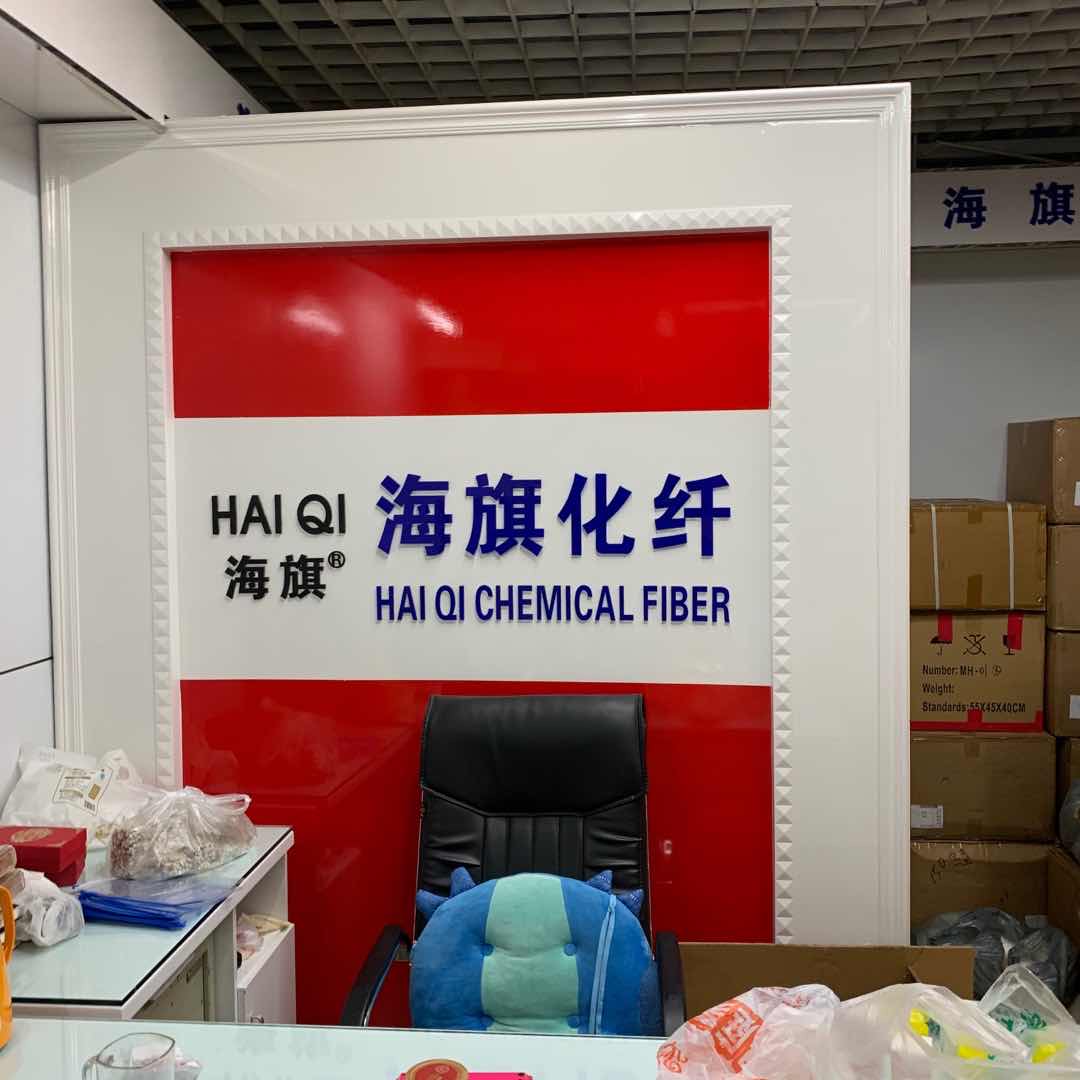 海 旗
HAI QI
海旗®
海旗化纤
HAI QI CHEMICAL FIBER
Number: MH-
Weight:
Standards: 55X45X40CM